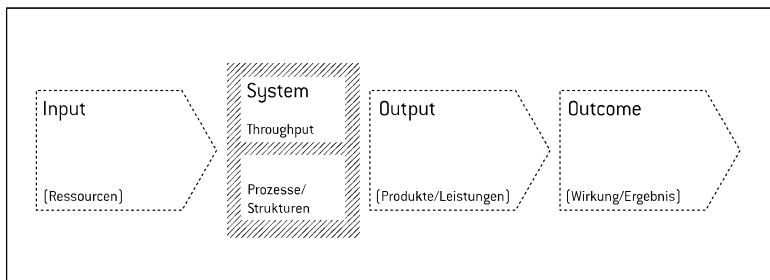 Input
(Ressourcen)
System
Throughput
Prozesse/
Strukturen
Output
(Produkte/Leistungen)
Outcome
(Wirkung/Ergebnis)